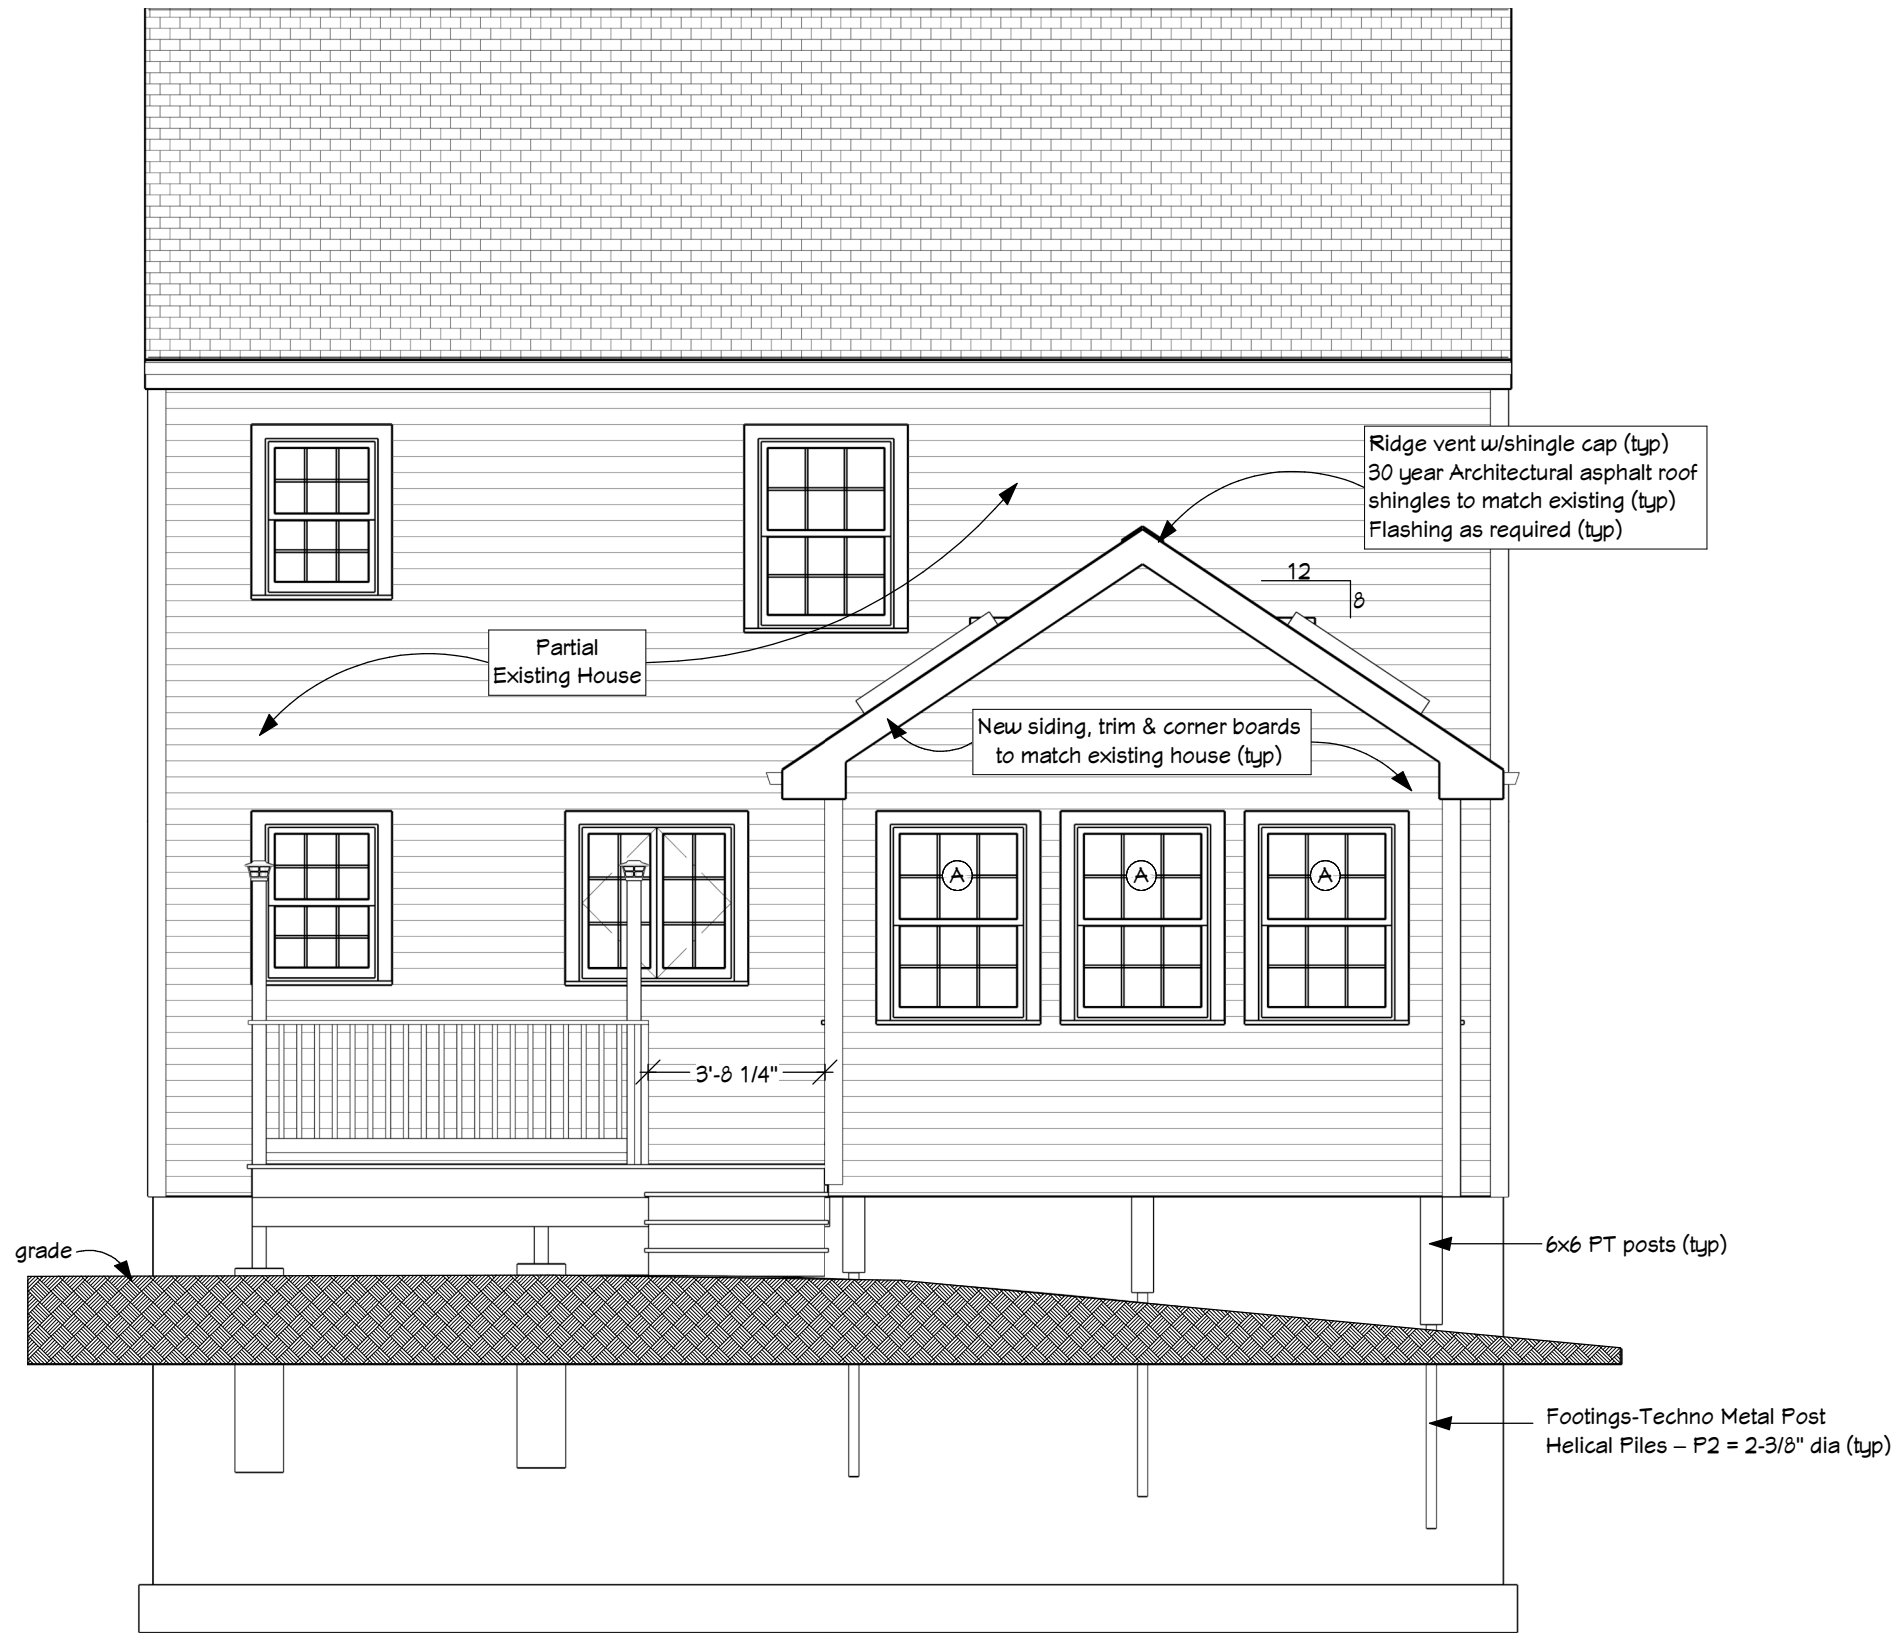 Ridge vent w/shingle cap (typ)
30 year Architectural asphalt roof
shingles to match existing (typ)
Flashing as required (typ)
12
8
Partial
Existing House
New siding, trim & corner boards
to match existing house (typ)
A
A
A
3'-8 1/4"
grade
6x6 PT posts (typ)
Footings-Techno Metal Post
Helical Piles – P2 = 2-3/8" dia (typ)